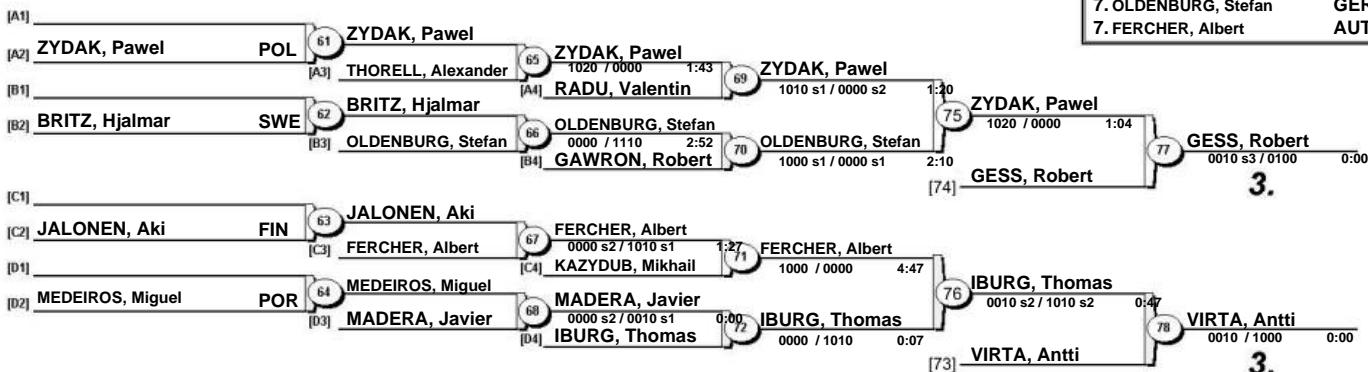 7. OLDENBURG, Stefan GER
7. FERCHER, Albert AUT
[A1]
[A2] ZYDAK, Pawel POL
61
ZYDAK, Pawel
[A3] THORELL, Alexander
65
ZYDAK, Pawel
1020 / 0000 1:43
[A4] RADU, Valentin
69
ZYDAK, Pawel
1010 s1 / 0000 s2 1:20
[B1]
[B2] BRITZ, Hjalmar SWE
62
BRITZ, Hjalmar
[B3] OLDENBURG, Stefan
66
OLDENBURG, Stefan
0000 / 1110 2:52
[B4] GAWRON, Robert
70
OLDENBURG, Stefan
1000 s1 / 0000 s1 2:10
75
ZYDAK, Pawel
1020 / 0000 1:04
[74] GESS, Robert
77
GESS, Robert
0010 s3 / 0100 0:00
3.
[C1]
[C2] JALONEN, Aki FIN
63
JALONEN, Aki
[C3] FERCHER, Albert
67
FERCHER, Albert
0000 s2 / 1010 s1 1:27
[C4] KAZYDUB, Mikhail
71
FERCHER, Albert
1000 / 0000 4:47
[D1]
[D2] MEDEIROS, Miguel POR
64
MEDEIROS, Miguel
[D3] MADERA, Javier
68
MADERA, Javier
0000 s2 / 0010 s1 0:00
[D4] IBURG, Thomas
72
IBURG, Thomas
0000 / 1010 0:07
76
IBURG, Thomas
0010 s2 / 1010 s2 0:47
[73] VIRTA, Antti
78
VIRTA, Antti
0010 / 1000 0:00
3.